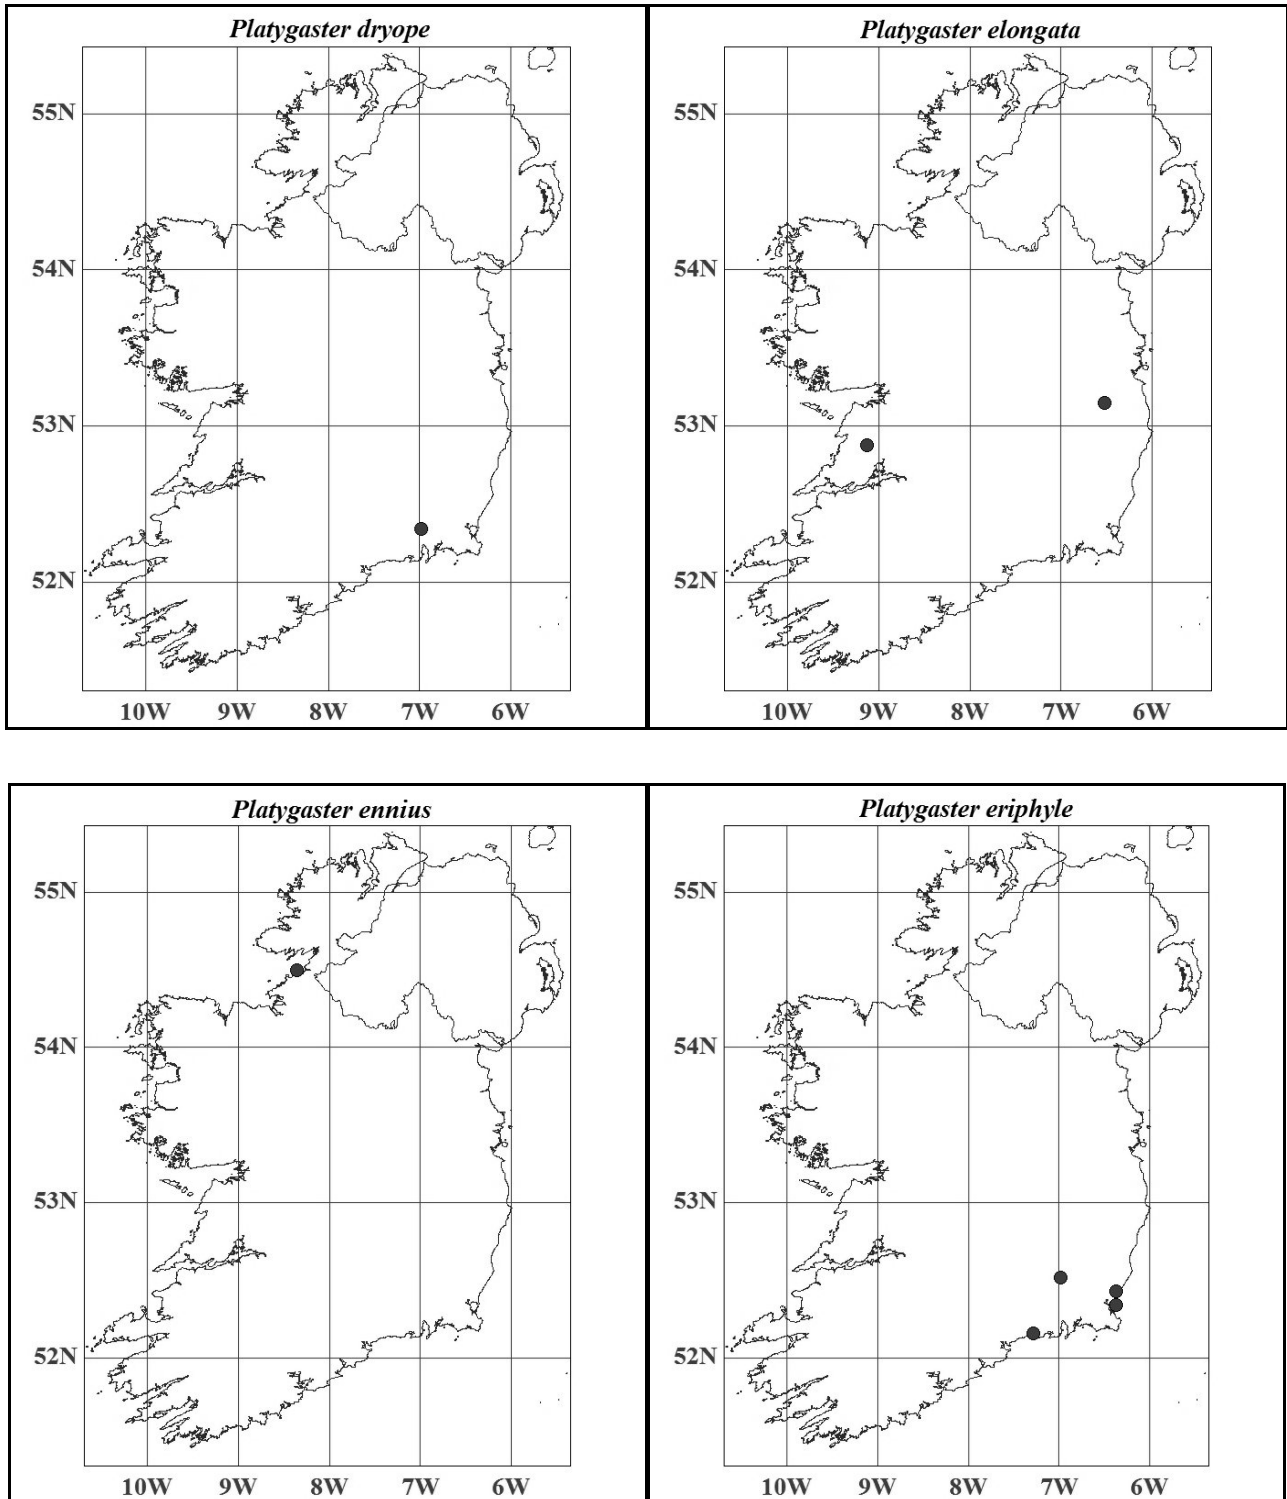 Platygaster dryope
55N
54N
53N
52N
10W 9W 8W 7W 6W
Platygaster elongata
55N
54N
53N
52N
10W 9W 8W 7W 6W
Platygaster ennius
55N
54N
53N
52N
10W 9W 8W 7W 6W
Platygaster eriphyle
55N
54N
53N
52N
10W 9W 8W 7W 6W